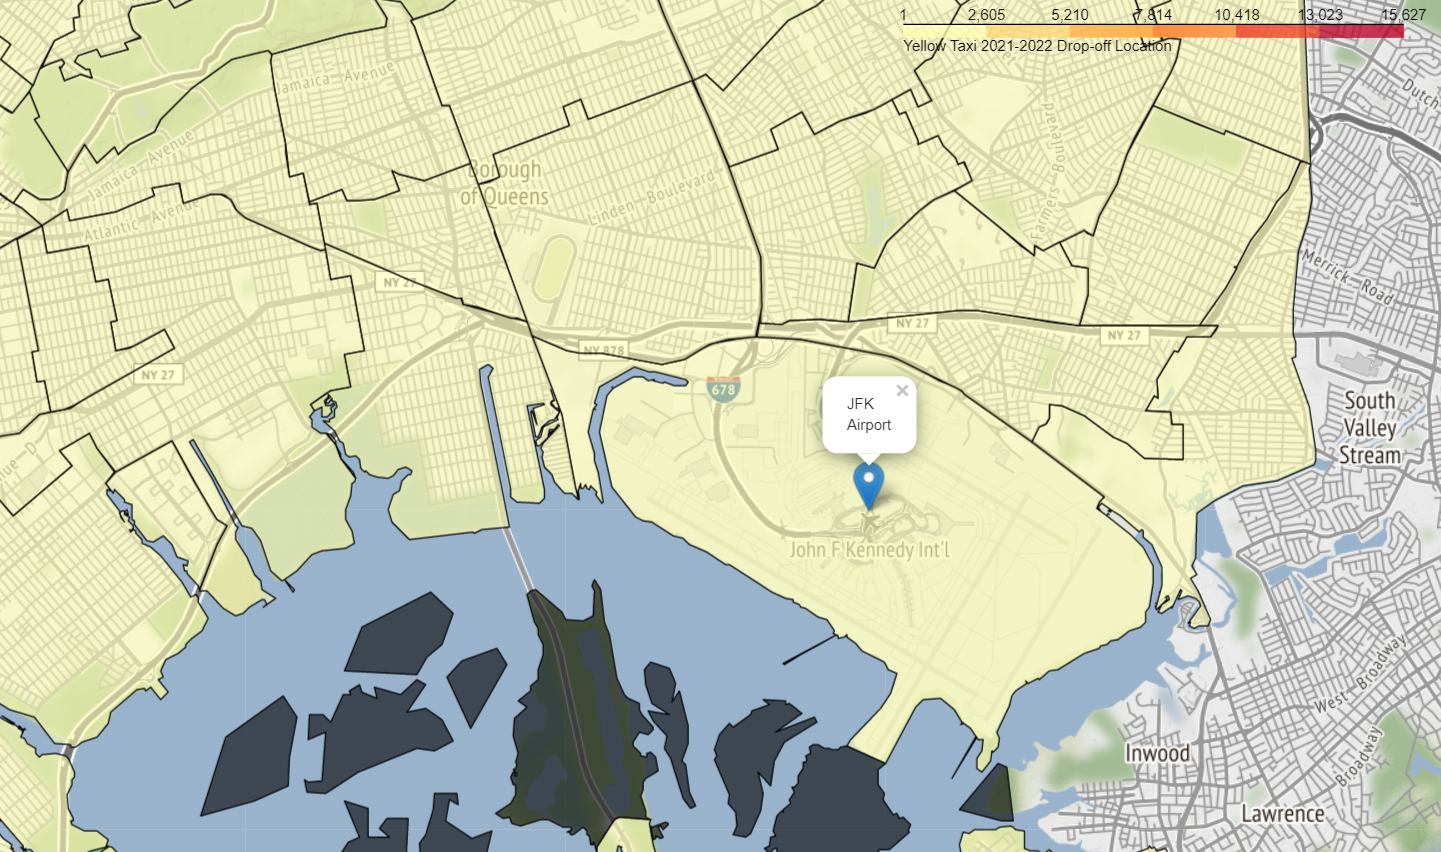 1 2,605 5,210 7,814 10,418 13,023 15,627
Yellow Taxi 2021-2022 Drop-off Location
Jamaica Avenue
Dutch
Jamaica Avenue
Borough
of Queens
Linden Boulevard
Farmers Boulevard
Atlantic Avenue
Merrick Road
NY 27
NY 27
NY 27
NY 878
NY 27
678
JFK
Airport
South
Valley
Stream
John F Kennedy Int'l
West Broadway
Inwood
Broadway
Lawrence